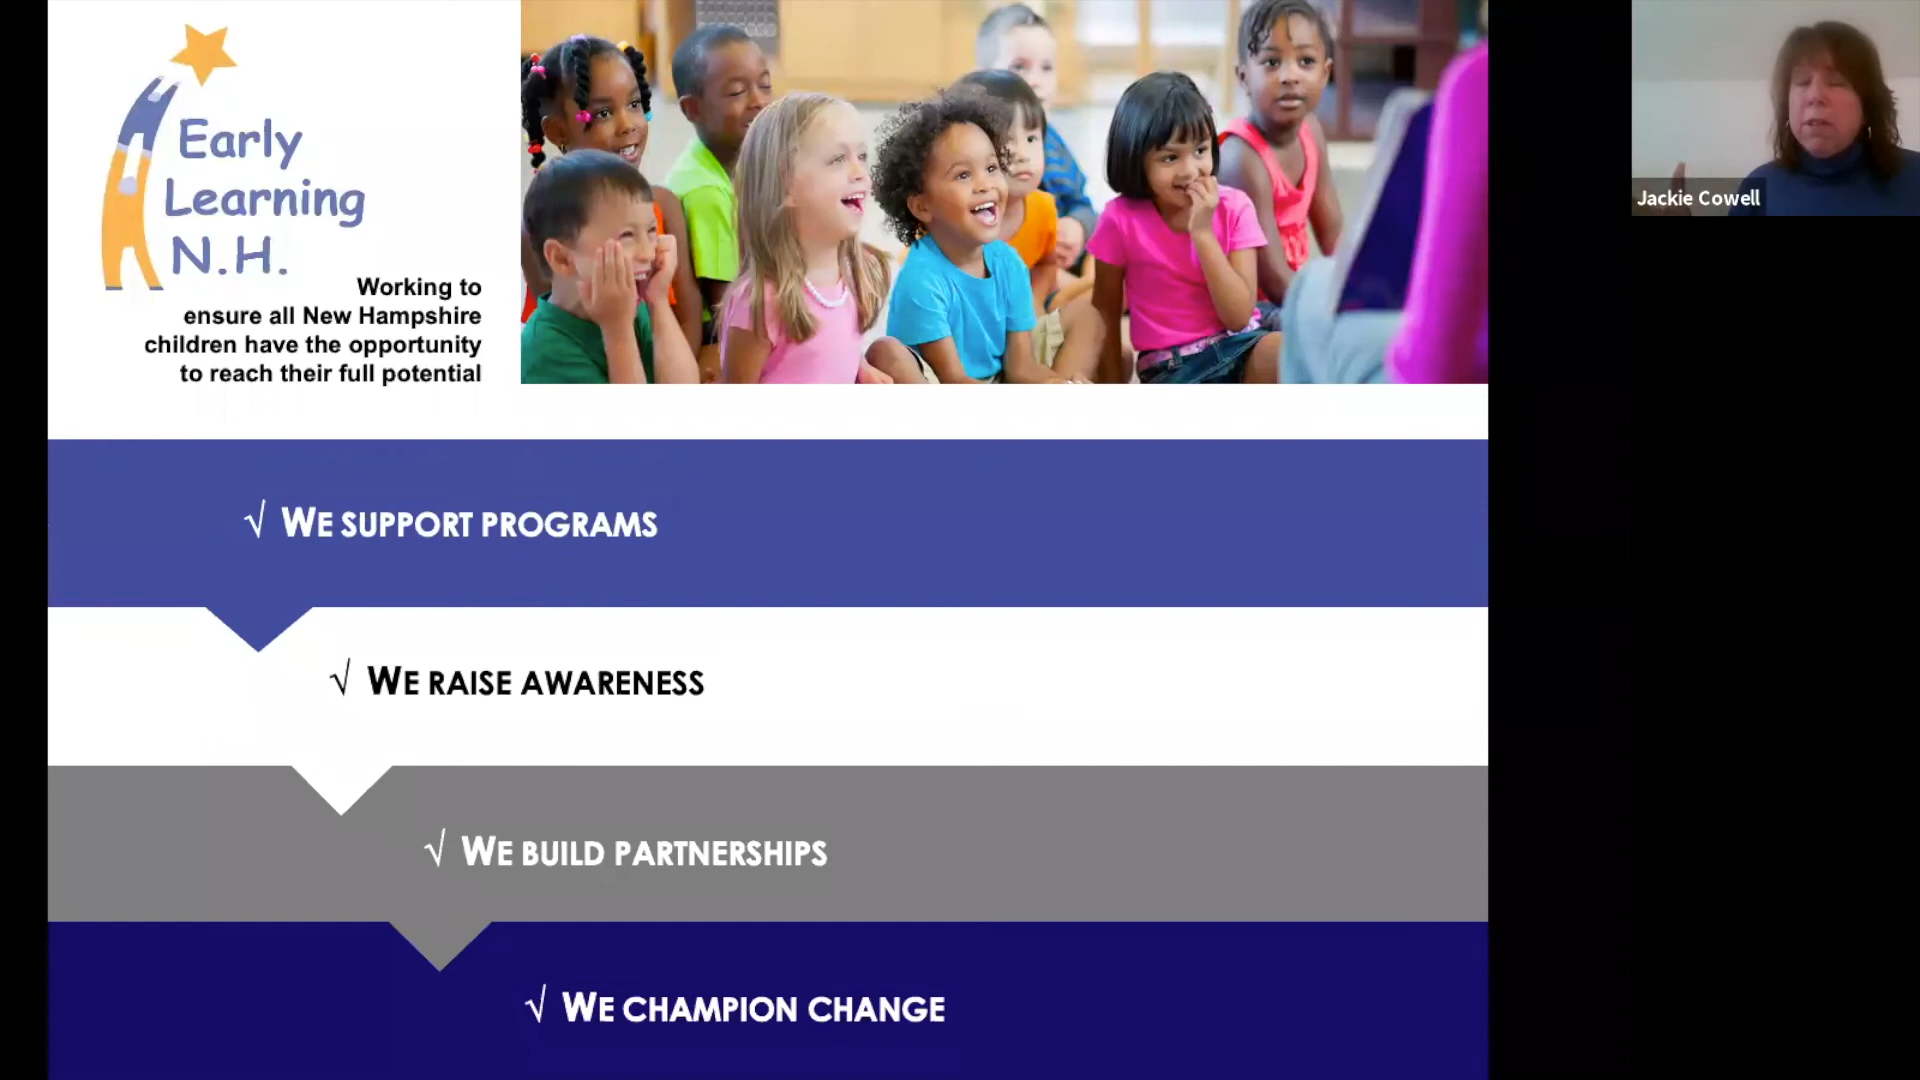 Early
Learning
N.H.
Working to
ensure all New Hampshire
children have the opportunity
to reach their full potential
Jackie Cowell
√ WE SUPPORT PROGRAMS
√ WE RAISE AWARENESS
√ WE BUILD PARTNERSHIPS
√ WE CHAMPION CHANGE